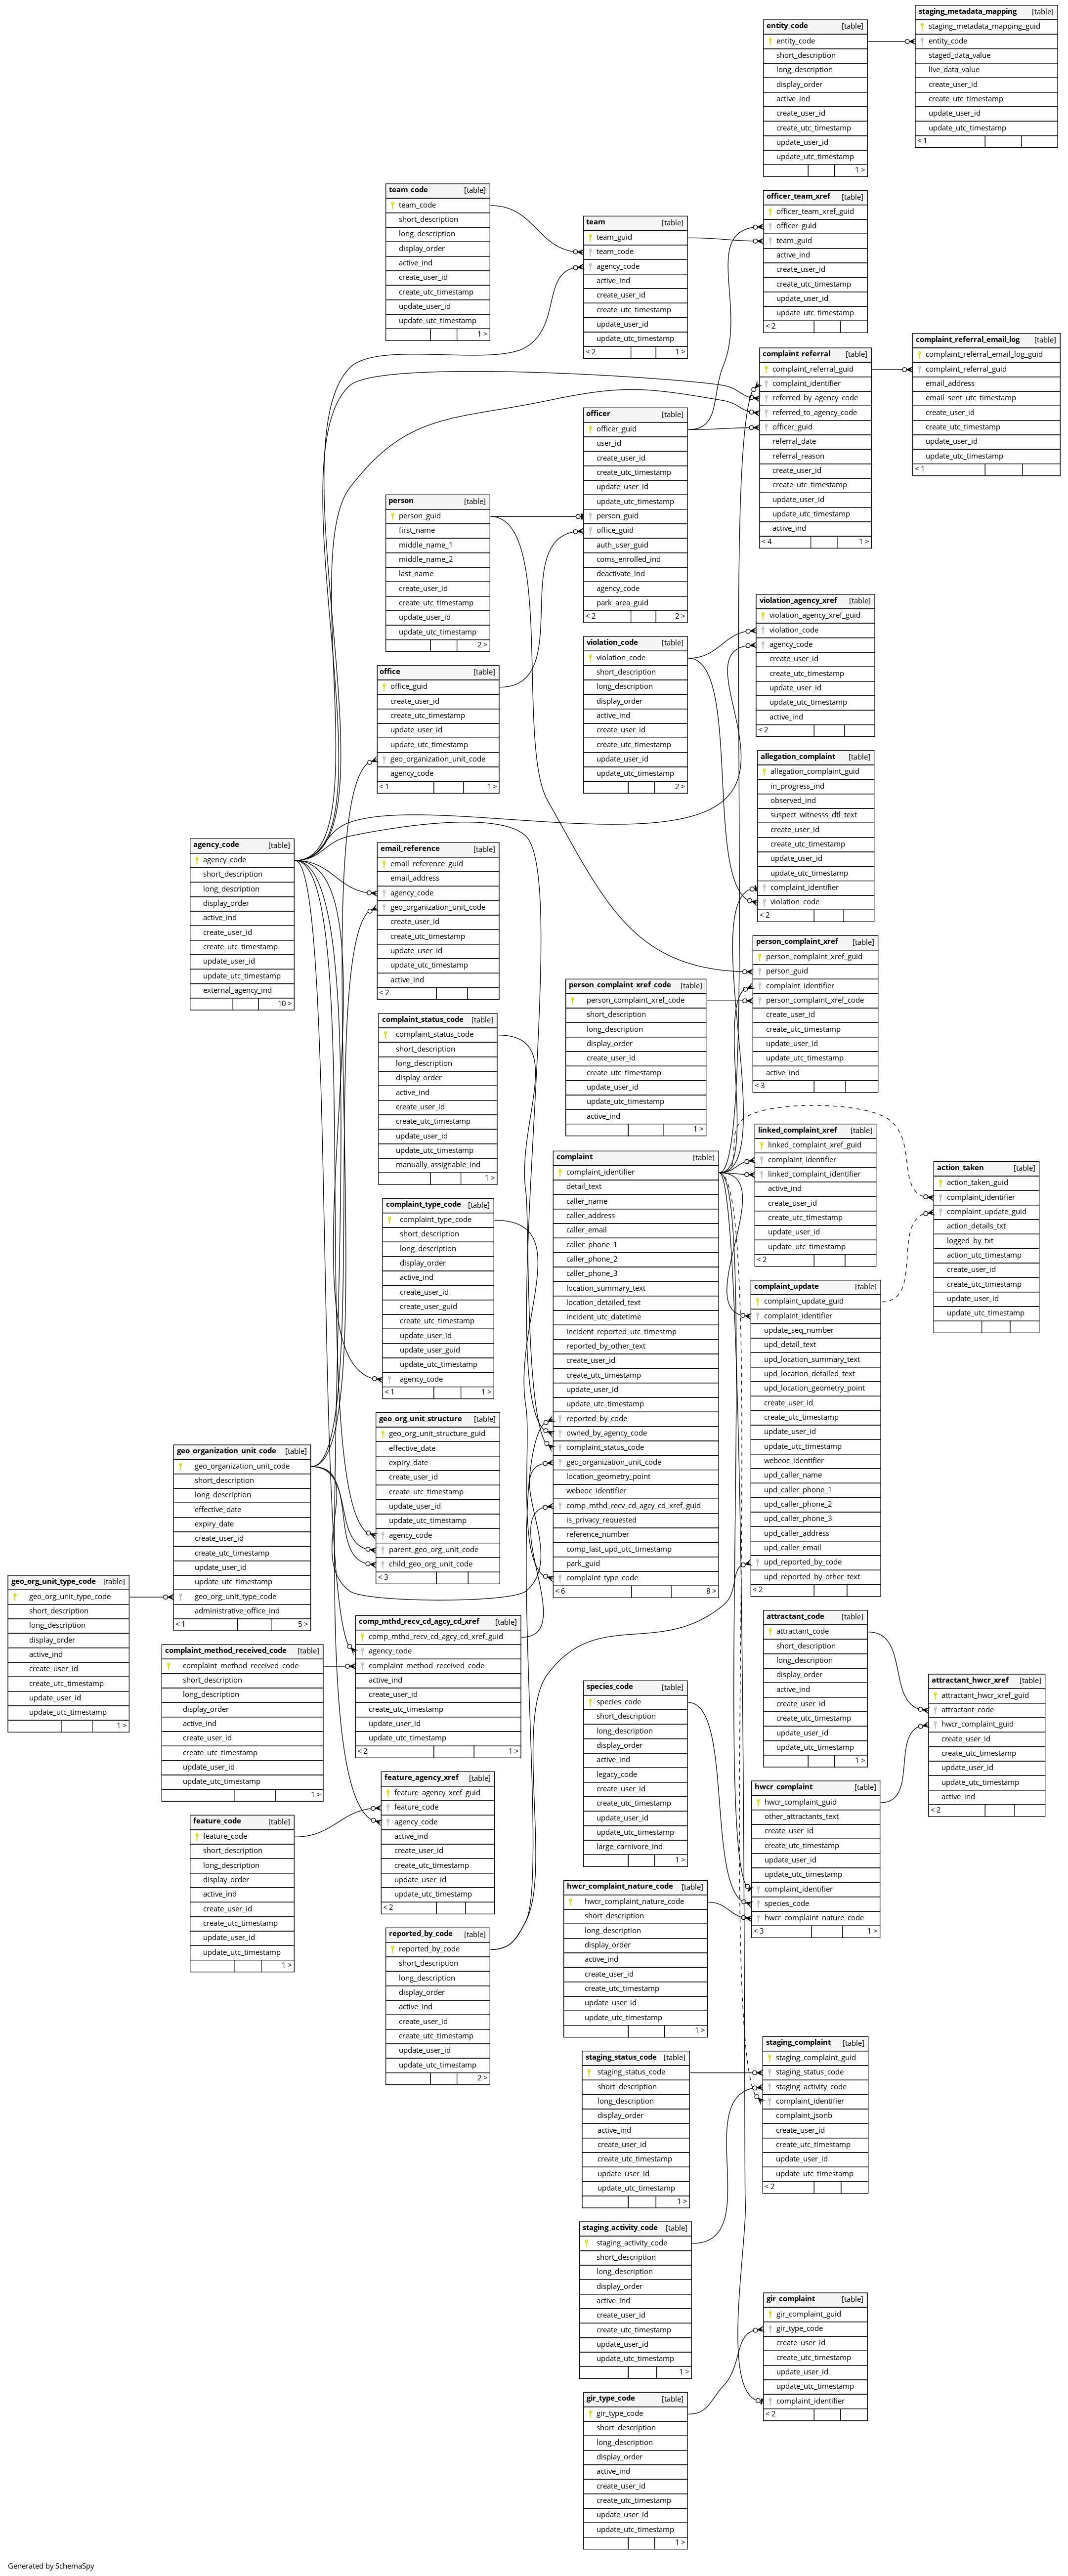 entity_code [table]
entity_code
short_description
long_description
display_order
active_ind
create_user_id
create_utc_timestamp
update_user_id
update_utc_timestamp
1 >
staging_metadata_mapping [table]
staging_metadata_mapping_guid
entity_code
staged_data_value
live_data_value
create_user_id
create_utc_timestamp
update_user_id
update_utc_timestamp
< 1
team_code [table]
team_code
short_description
long_description
display_order
active_ind
create_user_id
create_utc_timestamp
update_user_id
update_utc_timestamp
1 >
team [table]
team_guid
team_code
agency_code
active_ind
create_user_id
create_utc_timestamp
update_user_id
update_utc_timestamp
< 2 1 >
officer_team_xref [table]
officer_team_xref_guid
officer_guid
team_guid
active_ind
create_user_id
create_utc_timestamp
update_user_id
update_utc_timestamp
< 2
complaint_referral [table]
complaint_referral_guid
complaint_identifier
referred_by_agency_code
referred_to_agency_code
officer_guid
referral_date
referral_reason
create_user_id
create_utc_timestamp
update_user_id
update_utc_timestamp
active_ind
< 4 1 >
complaint_referral_email_log [table]
complaint_referral_email_log_guid
complaint_referral_guid
email_address
email_sent_utc_timestamp
create_user_id
create_utc_timestamp
update_user_id
update_utc_timestamp
< 1
officer [table]
officer_guid
user_id
create_user_id
create_utc_timestamp
update_user_id
update_utc_timestamp
person_guid
office_guid
auth_user_guid
coms_enrolled_ind
deactivate_ind
agency_code
park_area_guid
< 2 2 >
person [table]
person_guid
first_name
middle_name_1
middle_name_2
last_name
create_user_id
create_utc_timestamp
update_user_id
update_utc_timestamp
2 >
office [table]
office_guid
create_user_id
create_utc_timestamp
update_user_id
update_utc_timestamp
geo_organization_unit_code
agency_code
< 1 1 >
violation_code [table]
violation_code
short_description
long_description
display_order
active_ind
create_user_id
create_utc_timestamp
update_user_id
update_utc_timestamp
2 >
violation_agency_xref [table]
violation_agency_xref_guid
violation_code
agency_code
create_user_id
create_utc_timestamp
update_user_id
update_utc_timestamp
active_ind
< 2
allegation_complaint [table]
allegation_complaint_guid
in_progress_ind
observed_ind
suspect_witnesss_dtl_text
create_user_id
create_utc_timestamp
update_user_id
update_utc_timestamp
complaint_identifier
violation_code
< 2
agency_code [table]
agency_code
short_description
long_description
display_order
active_ind
create_user_id
create_utc_timestamp
update_user_id
update_utc_timestamp
external_agency_ind
10 >
email_reference [table]
email_reference_guid
email_address
agency_code
geo_organization_unit_code
create_user_id
create_utc_timestamp
update_user_id
update_utc_timestamp
active_ind
< 2
person_complaint_xref [table]
person_complaint_xref_guid
person_guid
complaint_identifier
person_complaint_xref_code
create_user_id
create_utc_timestamp
update_user_id
update_utc_timestamp
active_ind
< 3
person_complaint_xref_code [table]
person_complaint_xref_code
short_description
long_description
display_order
create_user_id
create_utc_timestamp
update_user_id
update_utc_timestamp
active_ind
1 >
complaint_status_code [table]
complaint_status_code
short_description
long_description
display_order
active_ind
create_user_id
create_utc_timestamp
update_user_id
update_utc_timestamp
manually_assignable_ind
1 >
linked_complaint_xref [table]
linked_complaint_xref_guid
complaint_identifier
linked_complaint_identifier
active_ind
create_user_id
create_utc_timestamp
update_user_id
update_utc_timestamp
< 2
action_taken [table]
action_taken_guid
complaint_identifier
complaint_update_guid
action_details_txt
logged_by_txt
action_utc_timestamp
create_user_id
create_utc_timestamp
update_user_id
update_utc_timestamp
complaint [table]
complaint_identifier
detail_text
caller_name
caller_address
caller_email
caller_phone_1
caller_phone_2
caller_phone_3
location_summary_text
location_detailed_text
incident_utc_datetime
incident_reported_utc_timestmp
reported_by_other_text
create_user_id
create_utc_timestamp
update_user_id
update_utc_timestamp
reported_by_code
owned_by_agency_code
complaint_status_code
geo_organization_unit_code
location_geometry_point
webeoc_identifier
comp_mthd_recv_cd_agcy_cd_xref_guid
is_privacy_requested
reference_number
comp_last_upd_utc_timestamp
park_guid
complaint_type_code
< 6 8 >
complaint_type_code [table]
complaint_type_code
short_description
long_description
display_order
active_ind
create_user_id
create_user_guid
create_utc_timestamp
update_user_id
update_user_guid
update_utc_timestamp
agency_code
< 1 1 >
complaint_update [table]
complaint_update_guid
complaint_identifier
update_seq_number
upd_detail_text
upd_location_summary_text
upd_location_detailed_text
upd_location_geometry_point
create_user_id
create_utc_timestamp
update_user_id
update_utc_timestamp
webeoc_identifier
upd_caller_name
upd_caller_phone_1
upd_caller_phone_2
upd_caller_phone_3
upd_caller_address
upd_caller_email
upd_reported_by_code
upd_reported_by_other_text
< 2
geo_org_unit_structure [table]
geo_org_unit_structure_guid
effective_date
expiry_date
create_user_id
create_utc_timestamp
update_user_id
update_utc_timestamp
agency_code
parent_geo_org_unit_code
child_geo_org_unit_code
< 3
geo_organization_unit_code [table]
geo_organization_unit_code
short_description
long_description
effective_date
expiry_date
create_user_id
create_utc_timestamp
update_user_id
update_utc_timestamp
geo_org_unit_type_code
administrative_office_ind
< 1 5 >
geo_org_unit_type_code [table]
geo_org_unit_type_code
short_description
long_description
display_order
active_ind
create_user_id
create_utc_timestamp
update_user_id
update_utc_timestamp
1 >
comp_mthd_recv_cd_agcy_cd_xref [table]
comp_mthd_recv_cd_agcy_cd_xref_guid
agency_code
complaint_method_received_code
active_ind
create_user_id
create_utc_timestamp
update_user_id
update_utc_timestamp
< 2 1 >
complaint_method_received_code [table]
complaint_method_received_code
short_description
long_description
display_order
active_ind
create_user_id
create_utc_timestamp
update_user_id
update_utc_timestamp
1 >
attractant_code [table]
attractant_code
short_description
long_description
display_order
active_ind
create_user_id
create_utc_timestamp
update_user_id
update_utc_timestamp
1 >
attractant_hwcr_xref [table]
attractant_hwcr_xref_guid
attractant_code
hwcr_complaint_guid
create_user_id
create_utc_timestamp
update_user_id
update_utc_timestamp
active_ind
< 2
species_code [table]
species_code
short_description
long_description
display_order
active_ind
legacy_code
create_user_id
create_utc_timestamp
update_user_id
update_utc_timestamp
large_carnivore_ind
1 >
feature_agency_xref [table]
feature_agency_xref_guid
feature_code
agency_code
active_ind
create_user_id
create_utc_timestamp
update_user_id
update_utc_timestamp
< 2
hwcr_complaint [table]
hwcr_complaint_guid
other_attractants_text
create_user_id
create_utc_timestamp
update_user_id
update_utc_timestamp
complaint_identifier
species_code
hwcr_complaint_nature_code
< 3 1 >
feature_code [table]
feature_code
short_description
long_description
display_order
active_ind
create_user_id
create_utc_timestamp
update_user_id
update_utc_timestamp
1 >
hwcr_complaint_nature_code [table]
hwcr_complaint_nature_code
short_description
long_description
display_order
active_ind
create_user_id
create_utc_timestamp
update_user_id
update_utc_timestamp
1 >
reported_by_code [table]
reported_by_code
short_description
long_description
display_order
active_ind
create_user_id
create_utc_timestamp
update_user_id
update_utc_timestamp
2 >
staging_complaint [table]
staging_complaint_guid
staging_status_code
staging_activity_code
complaint_identifier
complaint_jsonb
create_user_id
create_utc_timestamp
update_user_id
update_utc_timestamp
< 2
staging_status_code [table]
staging_status_code
short_description
long_description
display_order
active_ind
create_user_id
create_utc_timestamp
update_user_id
update_utc_timestamp
1 >
staging_activity_code [table]
staging_activity_code
short_description
long_description
display_order
active_ind
create_user_id
create_utc_timestamp
update_user_id
update_utc_timestamp
1 >
gir_complaint [table]
gir_complaint_guid
gir_type_code
create_user_id
create_utc_timestamp
update_user_id
update_utc_timestamp
complaint_identifier
< 2
gir_type_code [table]
gir_type_code
short_description
long_description
display_order
active_ind
create_user_id
create_utc_timestamp
update_user_id
update_utc_timestamp
1 >
Generated by SchemaSpy